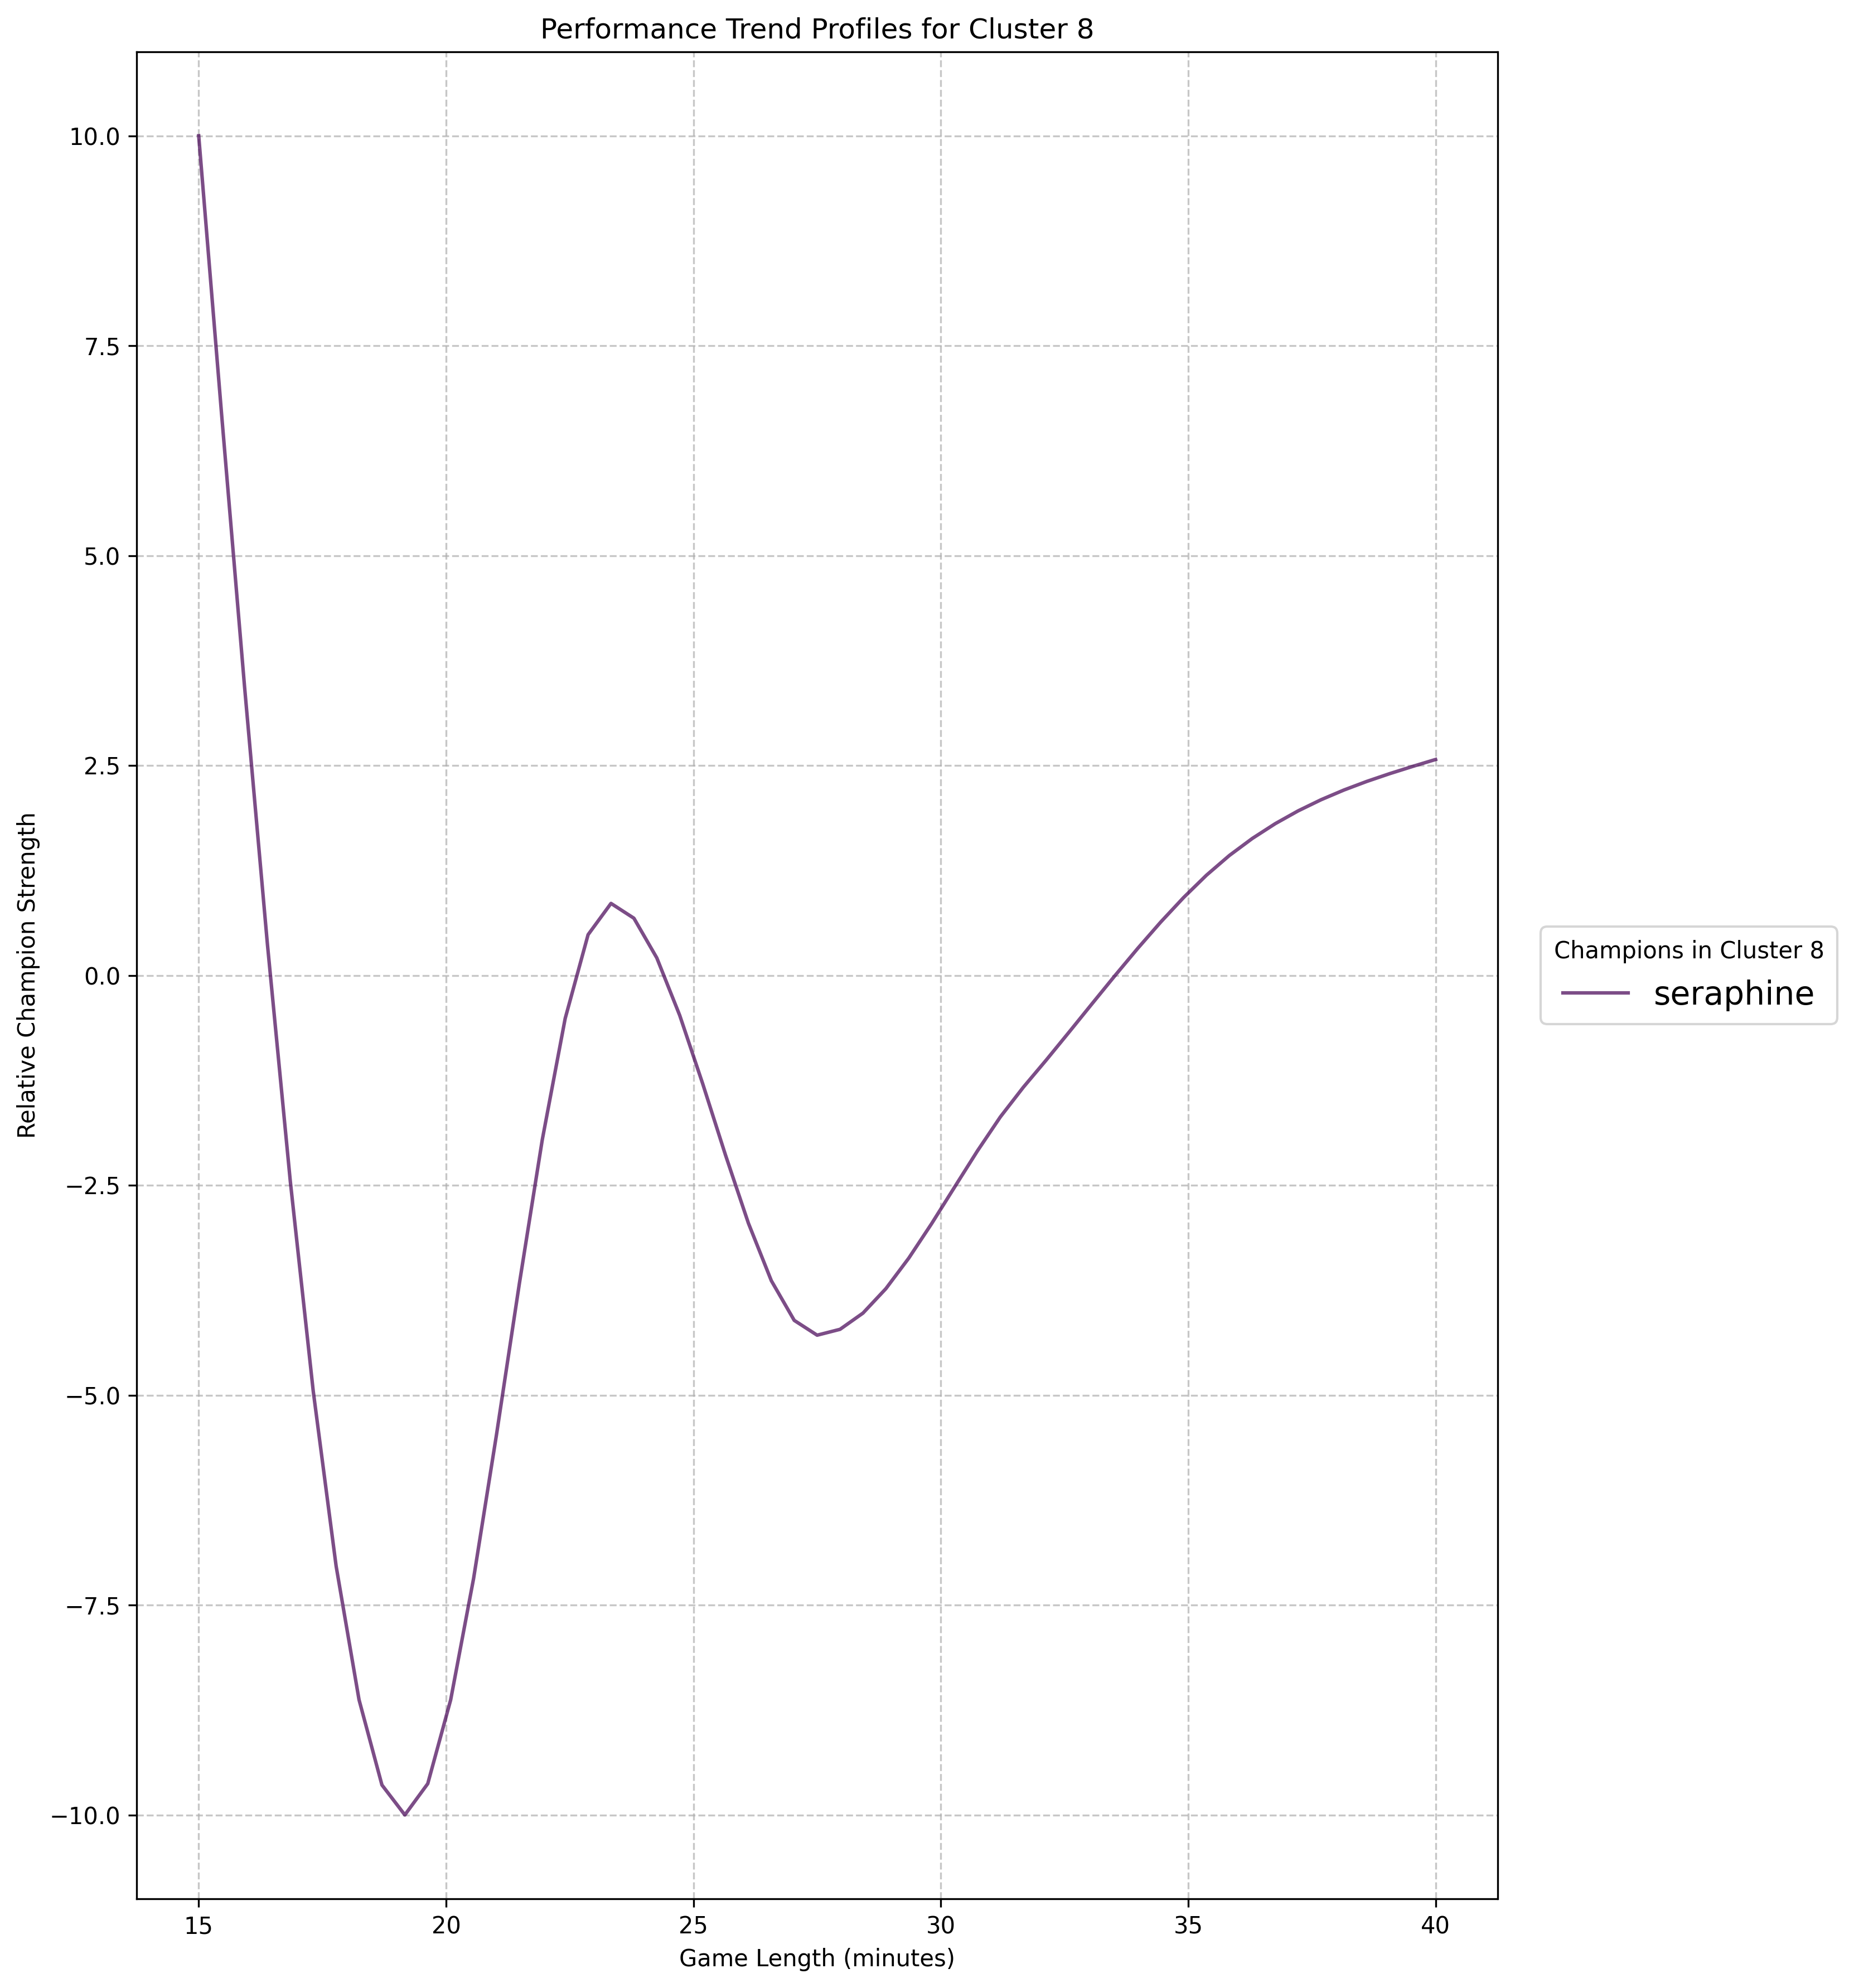 Performance Trend Profiles for Cluster 8
Relative Champion Strength
10.0
7.5
5.0
2.5
0.0
−2.5
−5.0
−7.5
−10.0
15 20 25 30 35 40
Game Length (minutes)
Champions in Cluster 8
seraphine